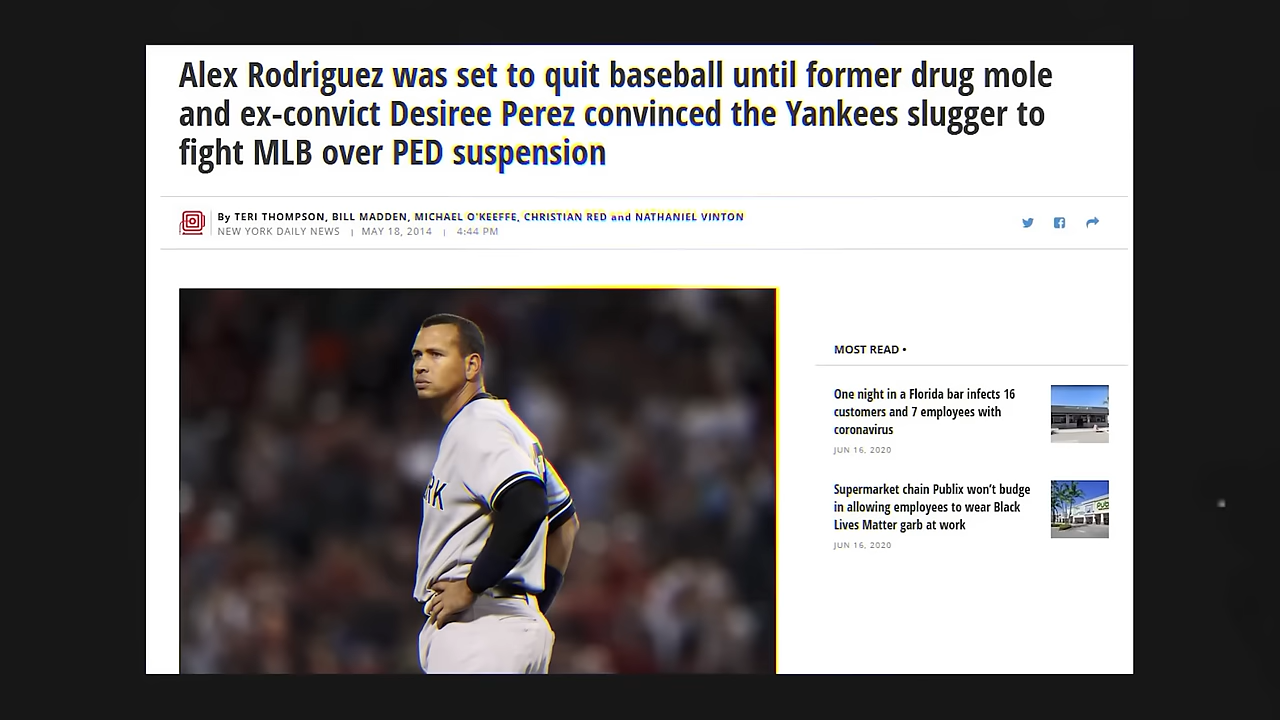 Alex Rodriguez was set to quit baseball until former drug mole
and ex-convict Desiree Perez convinced the Yankees slugger to
fight MLB over PED suspension
By TERI THOMPSON, BILL MADDEN, MICHAEL O'KEEFFE, CHRISTIAN RED and NATHANIEL VINTON
NEW YORK DAILY NEWS | MAY 18, 2014 | 4:44 PM
RK
MOST READ •
One night in a Florida bar infects 16
customers and 7 employees with
coronavirus
JUN 16, 2020
Supermarket chain Publix won't budge
in allowing employees to wear Black
Lives Matter garb at work
JUN 16, 2020